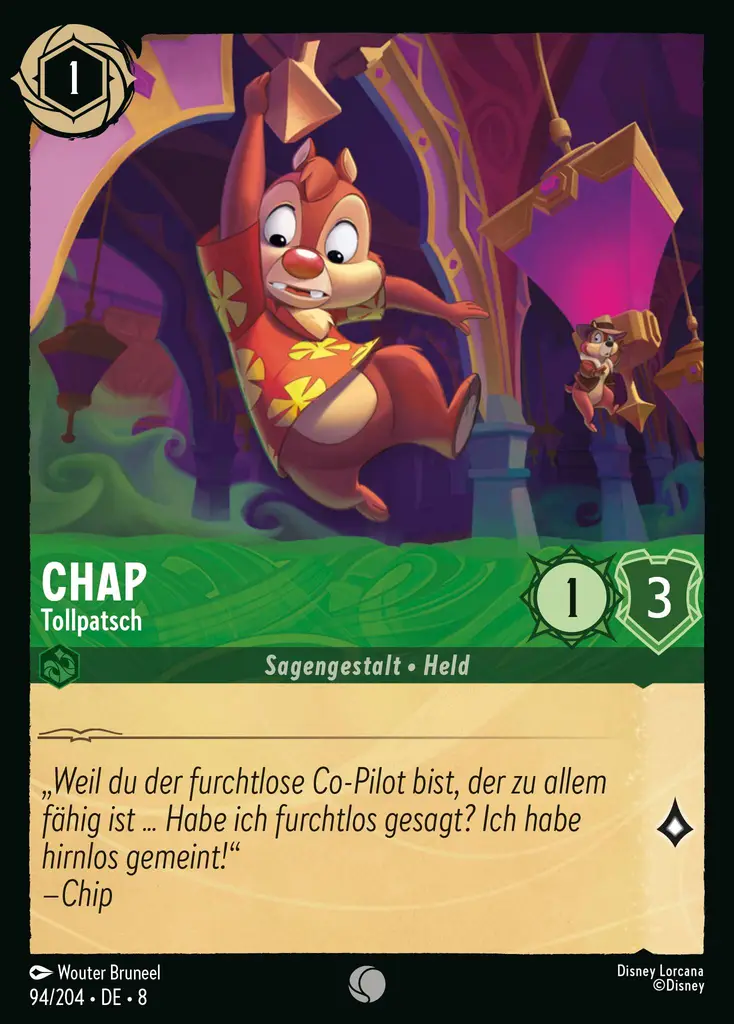 1
CHAP
Tollpatsch
1
3
Sagengestalt • Held
„Weil du der furchtlose Co-Pilot bist, der zu allem
fähig ist ... Habe ich furchtlos gesagt? Ich habe
hirnlos gemeint!“
–Chip
Wouter Bruneel
94/204 • DE • 8
Disney Lorcana
©Disney